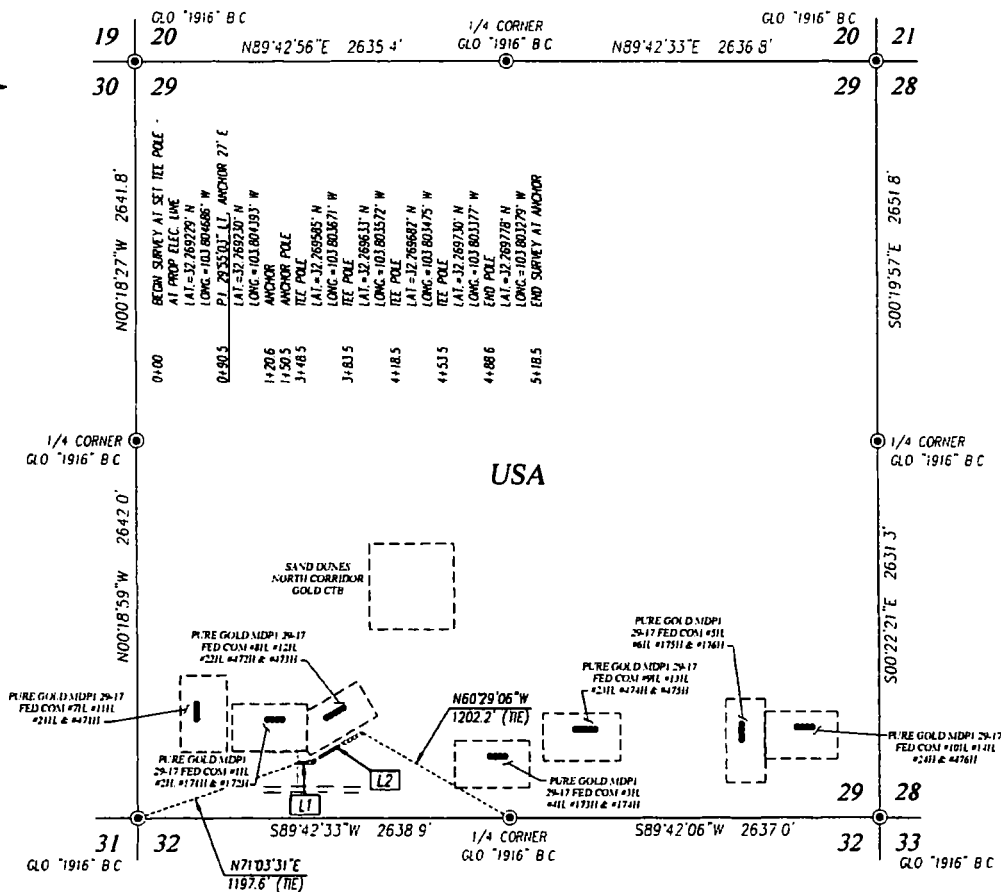 GLO "1916" B C
1/4 CORNER
GLO "1916" B C
GLO "1916" B C
19 20
N89°42'56"E 2635 4'
N89°42'33"E 2636 8'
20 21
30 29
29 28
N00°18'27"W 2641.8'
S00°19'57"E 2651 8'
0+00 BEGIN SURVEY AT SET TEE POLE -
AT PROP ELEC. LINE
LAT.=32.269229° N
LONG.=103.804686° W
0+90.5 P.I. 29°55'03" LT, ANCHOR 27' E
LAT.=32.269230° N
LONG.=103.804393° W
1+20.6 ANCHOR
1+50.5 ANCHOR POLE
3+48.5 TEE POLE
LAT.=32.269585° N
LONG.=103.803671° W
3+83.5 TEE POLE
LAT.=32.269633° N
LONG.=103.803572° W
4+18.5 TEE POLE
LAT.=32.269682° N
LONG.=103.803475° W
4+53.5 TEE POLE
LAT.=32.269730° N
LONG.=103.803377° W
4+88.6 END POLE
LAT.=32.269778° N
LONG.=103.803279° W
5+18.5 END SURVEY AT ANCHOR
1/4 CORNER
GLO "1916" B C
1/4 CORNER
GLO "1916" B C
USA
N00°18'59"W 2642 0'
S00°22'21"E 2631 3'
SAND DUNES
NORTH CORRIDOR
GOLD CTB
PURE GOLD MDP1 29-17
FED COM #8H, #12H,
#22H, #472H & #473H
PURE GOLD MDP1
29-17 FED COM #5H,
#6H, #175H & #176H
PURE GOLD MDP1 29-17
FED COM #7H, #11H,
#21H, & #471H
PURE GOLD MDP1 29-17
FED COM #9H, #13H,
#23H, #474H & #475H
N60°29'06"W
1202.2' (TIE)
PURE GOLD MDP1 29-17
FED COM #10H, #14H,
#24H & #476H
PURE GOLD MDP1
29-17 FED COM #1H,
#2H, #171H & #172H
PURE GOLD MDP1
29-17 FED COM #3H,
#4H, #173H & #174H
L1
L2
29 28
31 32
S89°42'33"W 2638 9'
1/4 CORNER
GLO "1916" B C
S89°42'06"W 2637 0'
32 33
GLO "1916" B C
GLO "1916" B C
N71°03'31"E
1197.6' (TIE)